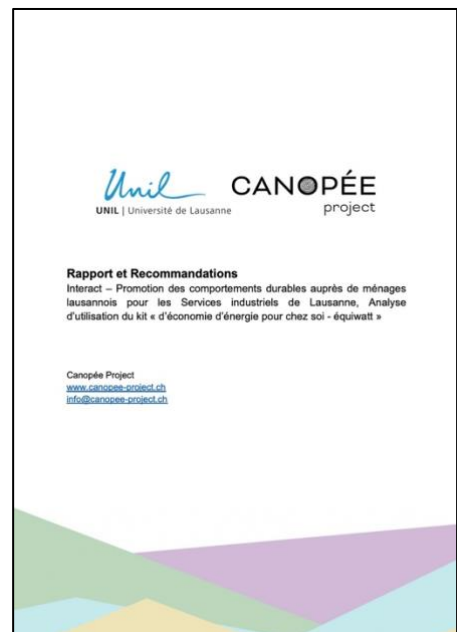 Unil
UNIL | Université de Lausanne
CANOPÉE
project
Rapport et Recommandations
Interact – Promotion des comportements durables auprès de ménages
lausannois pour les Services industriels de Lausanne, Analyse
d'utilisation du kit « d'économie d'énergie pour chez soi - équiwatt »
Canopée Project
www.canopee-project.ch
info@canopee-project.ch